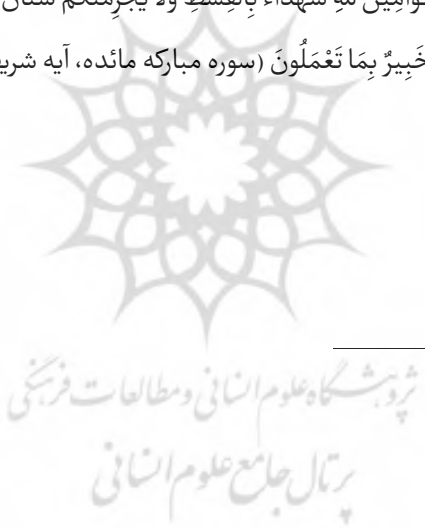 قَوَّامِينَ لِلَّهِ شُهَدَاءَ بِالْقِسْطِ وَلَا يَجْرِمَنَّكُمْ شَنَآن
خَبِيرٌ بِمَا تَعْمَلُونَ (سوره مبارکه مائده، آیه شریف
پژوهشگاه علوم انسانی و مطالعات فرهنگی
پرتال جامع علوم انسانی